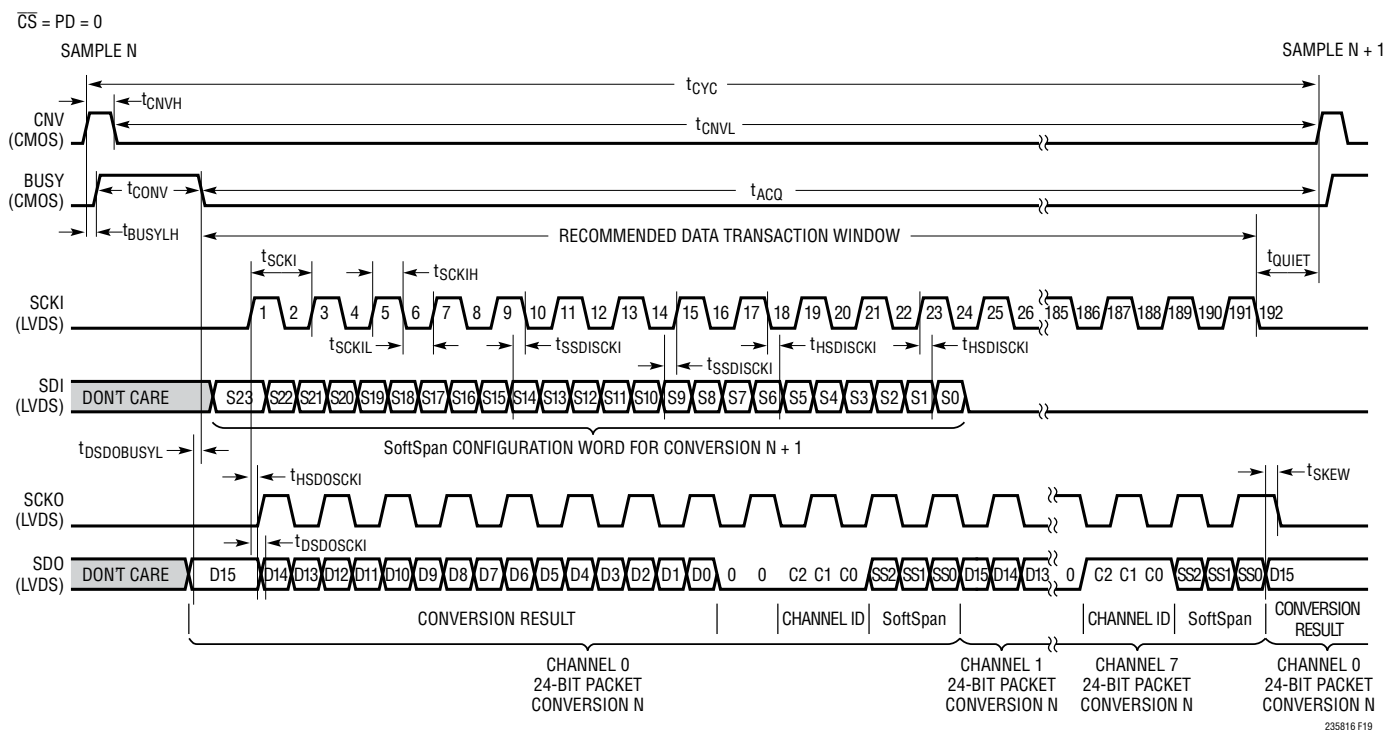 CS = PD = 0
SAMPLE N
SAMPLE N + 1
tCYC
tCNVH
CNV
(CMOS)
tCNVL
BUSY
(CMOS)
tCONV
tACQ
tBUSYLH
RECOMMENDED DATA TRANSACTION WINDOW
tSCKI
tSCKIH
tQUIET
SCKI
(LVDS)
1 2 3 4 5 6 7 8 9 10 11 12 13 14 15 16 17 18 19 20 21 22 23 24 25 26 185 186 187 188 189 190 191 192
tSCKIL
tSSDISCKI
tSSDISCKI
tHSDISCKI
tHSDISCKI
SDI
(LVDS)
DON'T CARE S23 S22 S21 S20 S19 S18 S17 S16 S15 S14 S13 S12 S11 S10 S9 S8 S7 S6 S5 S4 S3 S2 S1 S0
SoftSpan CONFIGURATION WORD FOR CONVERSION N + 1
tDSDOBUSYL
tHSDOSCKI
tSKEW
SCKO
(LVDS)
tDSDOSCKI
SDO
(LVDS)
DON'T CARE D15 D14 D13 D12 D11 D10 D9 D8 D7 D6 D5 D4 D3 D2 D1 D0 0 0 C2 C1 C0 SS2 SS1 SS0 D15 D14 D13 0 C2 C1 C0 SS2 SS1 SS0 D15
CONVERSION RESULT
CHANNEL ID
SoftSpan
CHANNEL ID
SoftSpan
CONVERSION
RESULT
CHANNEL 0
24-BIT PACKET
CONVERSION N
CHANNEL 1
24-BIT PACKET
CONVERSION N
CHANNEL 7
24-BIT PACKET
CONVERSION N
CHANNEL 0
24-BIT PACKET
CONVERSION N
235816 F19